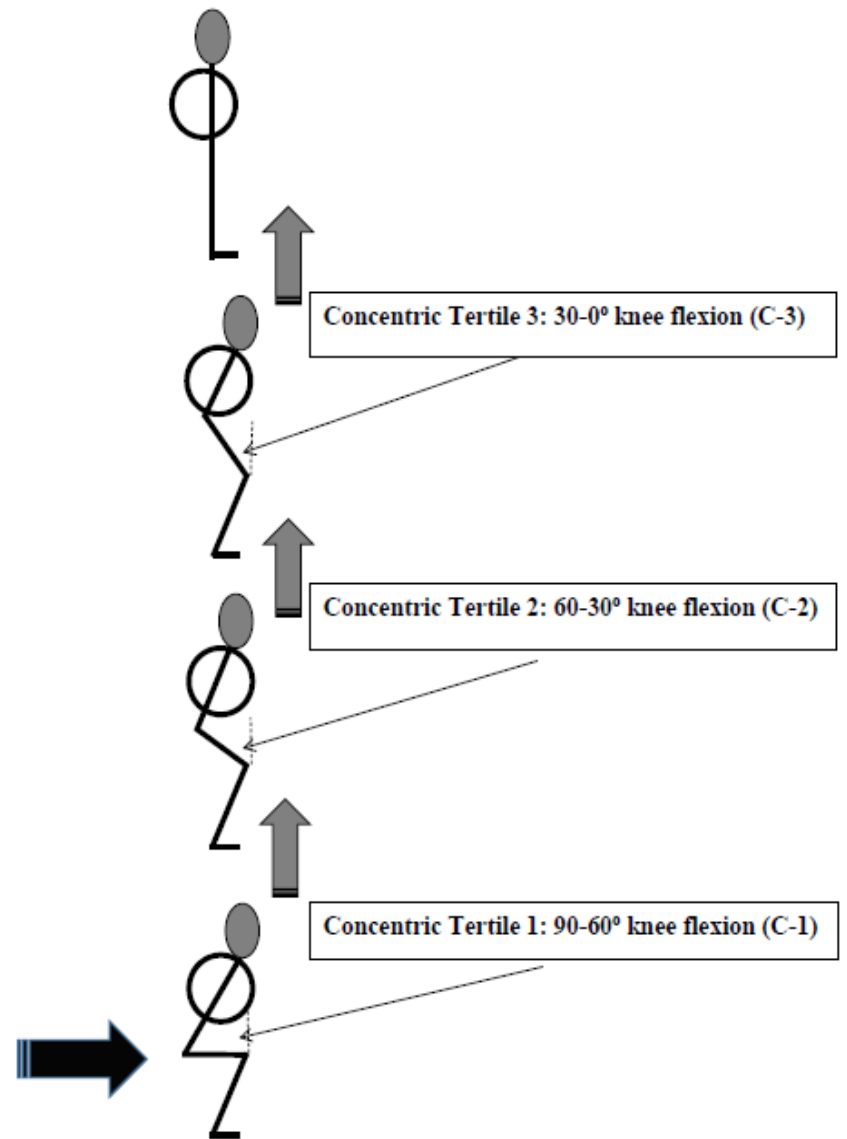 Concentric Tertile 3: 30-0º knee flexion (C-3)
Concentric Tertile 2: 60-30º knee flexion (C-2)
Concentric Tertile 1: 90-60º knee flexion (C-1)